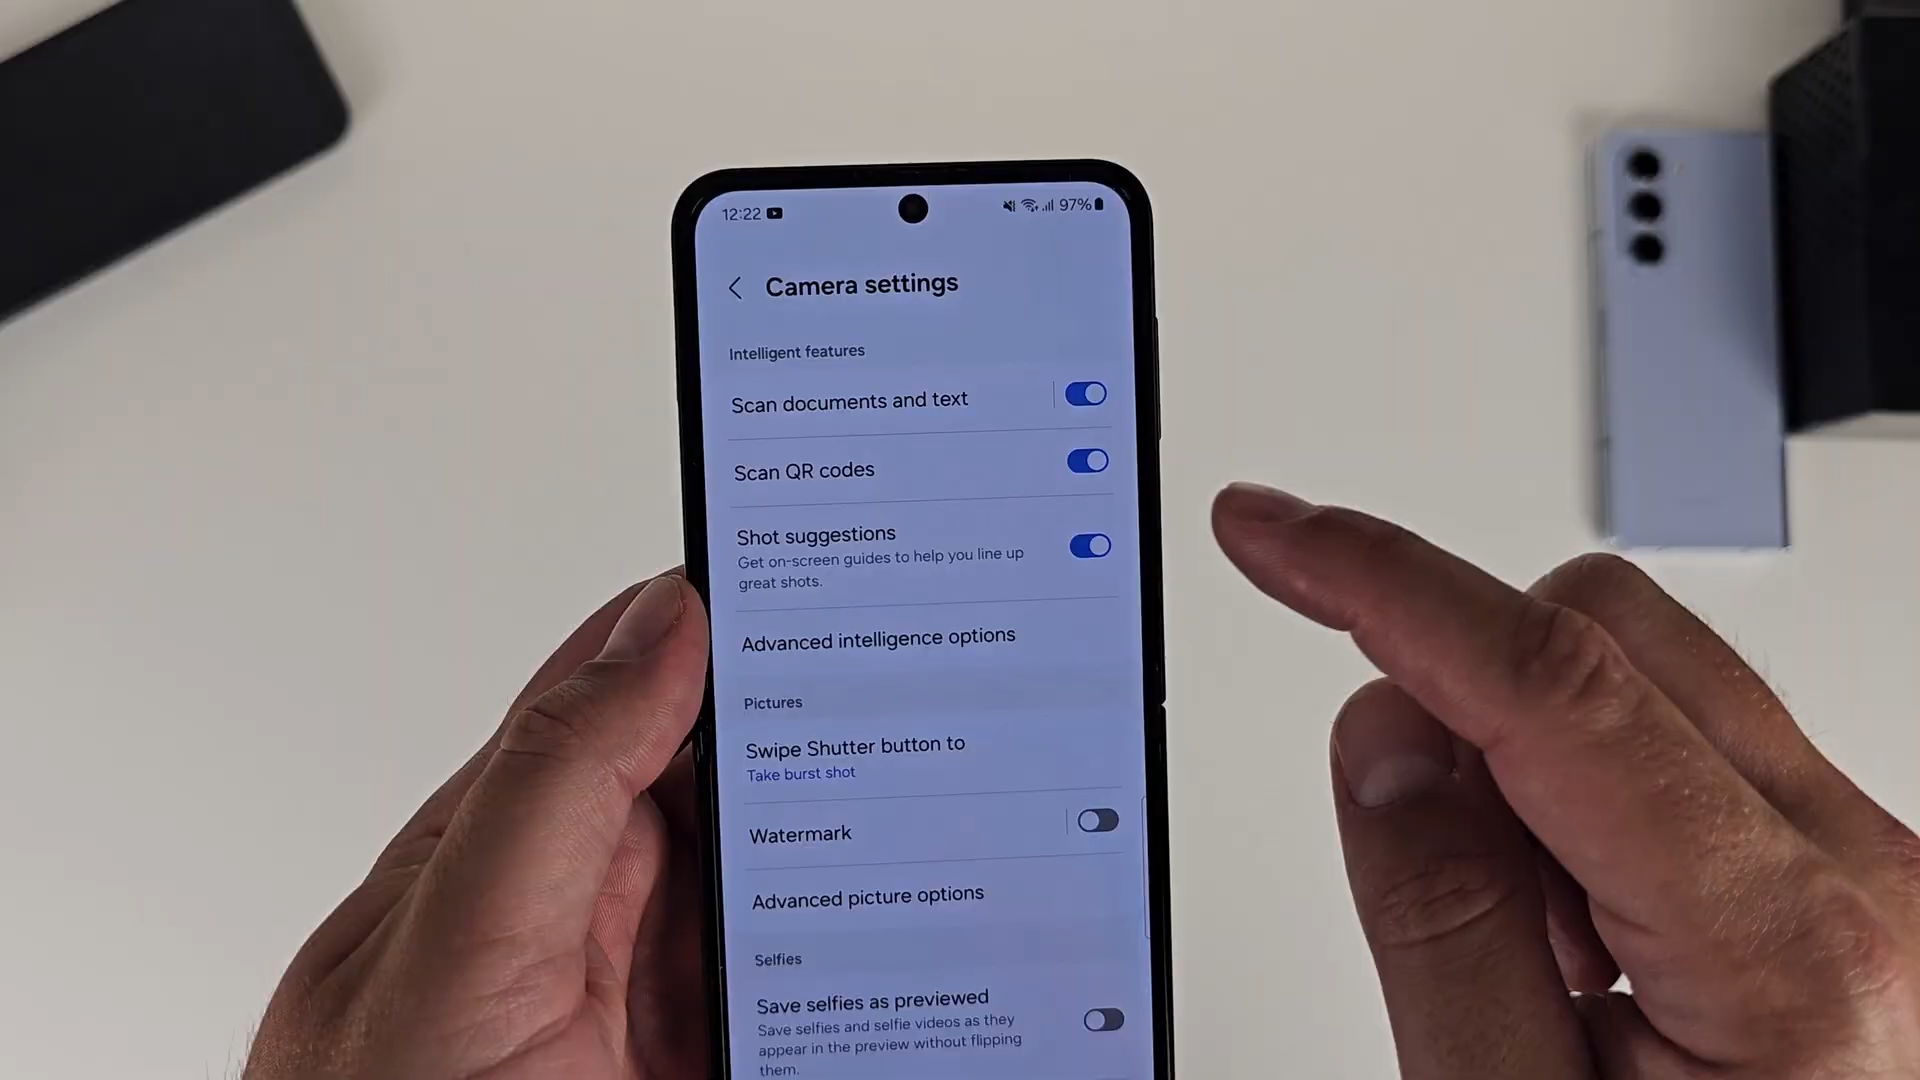 12:22
97%
Camera settings
Intelligent features
Scan documents and text
Scan QR codes
Shot suggestions
Get on-screen guides to help you line up
great shots.
Advanced intelligence options
Pictures
Swipe Shutter button to
Take burst shot
Watermark
Advanced picture options
Selfies
Save selfies as previewed
Save selfies and selfie videos as they
appear in the preview without flipping
them.